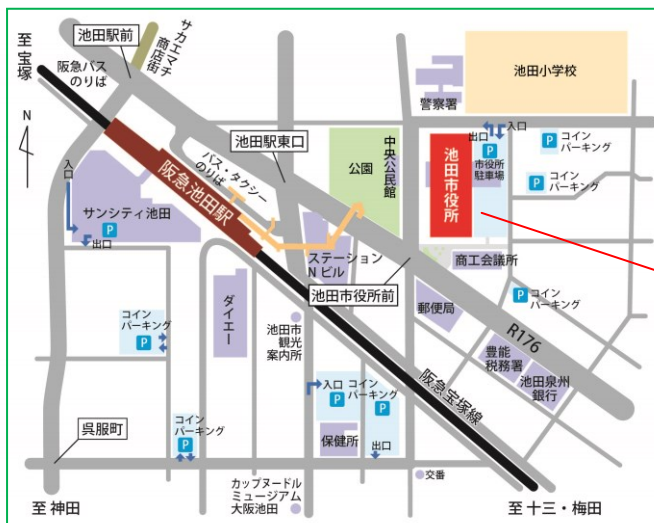 至宝塚
池田駅前
サカエマチ
商店街
阪急バス
のりば
N
池田小学校
警察署
入口
出口
P
市役所
駐車場
P
コイン
パーキング
コイン
パーキング
P
池田駅東口
バス・タクシー
のりば
公園
中央公民館
池田市役所
阪急池田駅
入口
サンシティ池田
P
出口
ステーション
Nビル
商工会議所
池田市役所前
コイン
パーキング
P
郵便局
コイン
パーキング
P
ダイエー
池田市
観光
案内所
R176
豊能
税務署
池田泉州
銀行
阪急宝塚線
入口
コイン
パーキング
P
P
出口
保健所
呉服町
コイン
パーキング
P
交番
カップヌードル
ミュージアム
大阪池田
至神田
至十三・梅田